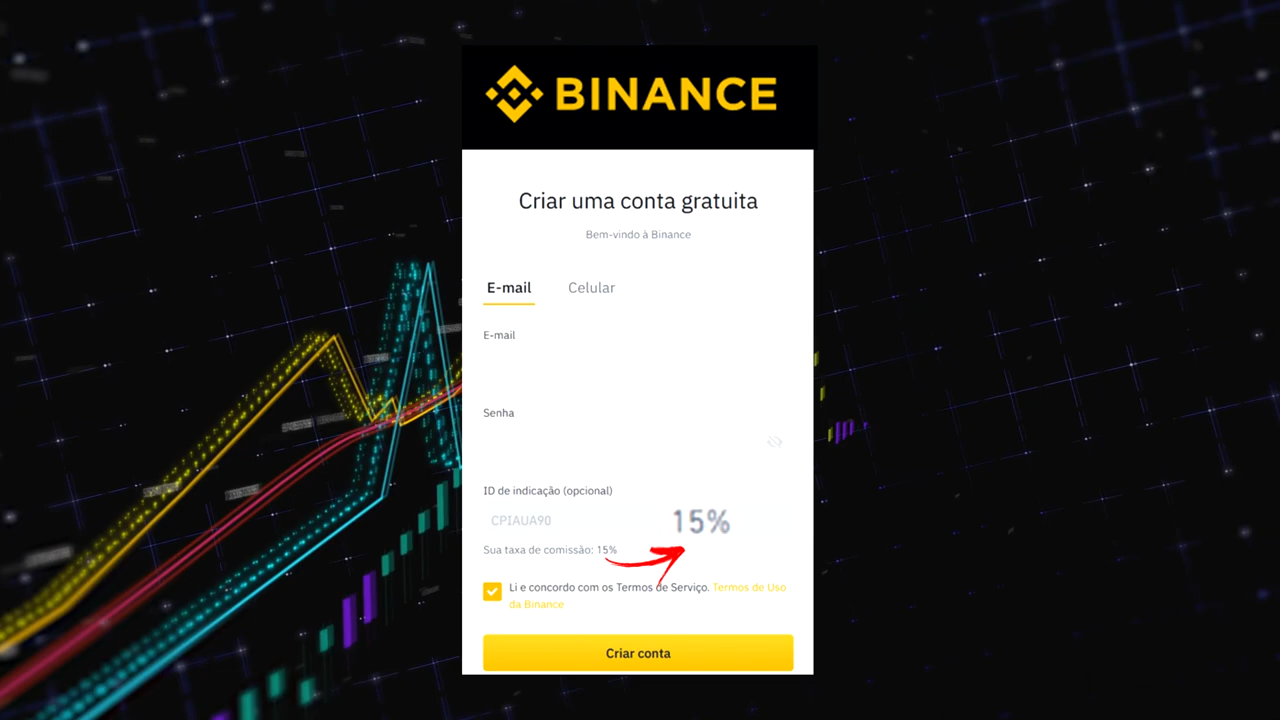 BINANCE
Criar uma conta gratuita
Bem-vindo à Binance
E-mail Celular
E-mail
Senha
ID de indicação (opcional)
CPIAUA90 15%
Sua taxa de comissão: 15%
Li e concordo com os Termos de Serviço. Termos de Uso
da Binance
Criar conta